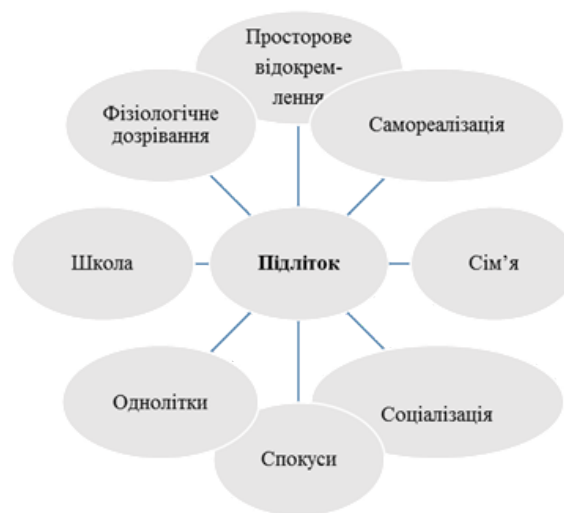 Просторове
відокрем-
лення
Фізіологічне
дозрівання
Самореалізація
Школа
Підліток
Сім’я
Однолітки
Соціалізація
Спокуси